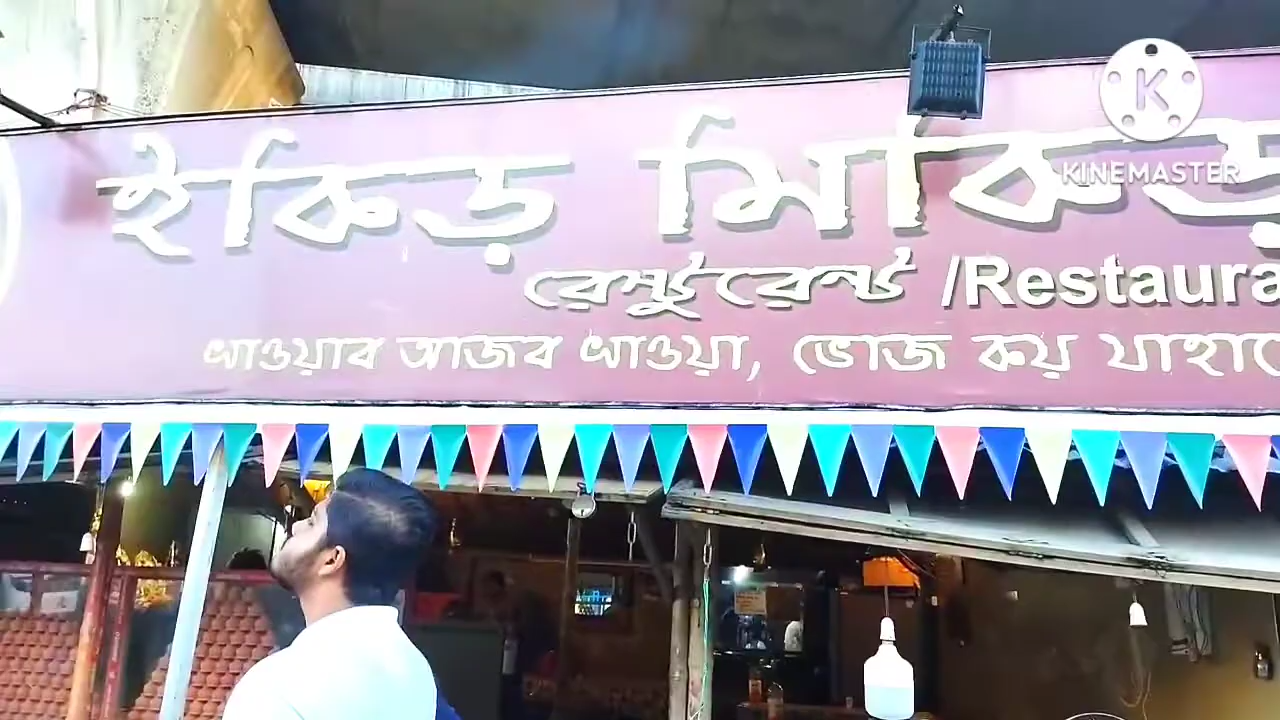 K
KINEMASTER
ইকিড় মিকিড়
রেস্টুরেন্ট /Restaura
খাওয়াব আজব খাওয়া, ভোজ কয় যাহারে